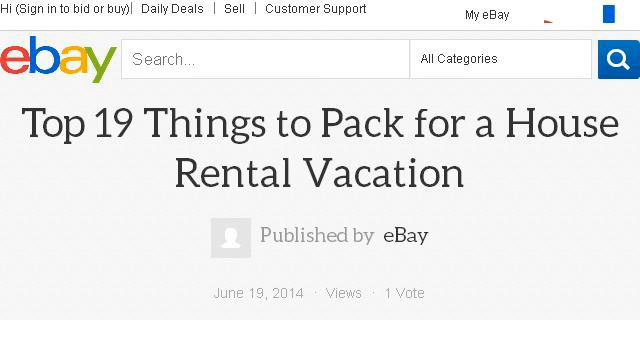 Hi (Sign in to bid or buy)| Daily Deals | Sell | Customer Support
My eBay
ebay
Search...
All Categories
Top 19 Things to Pack for a House
Rental Vacation
Published by eBay
June 19, 2014 · Views · 1 Vote